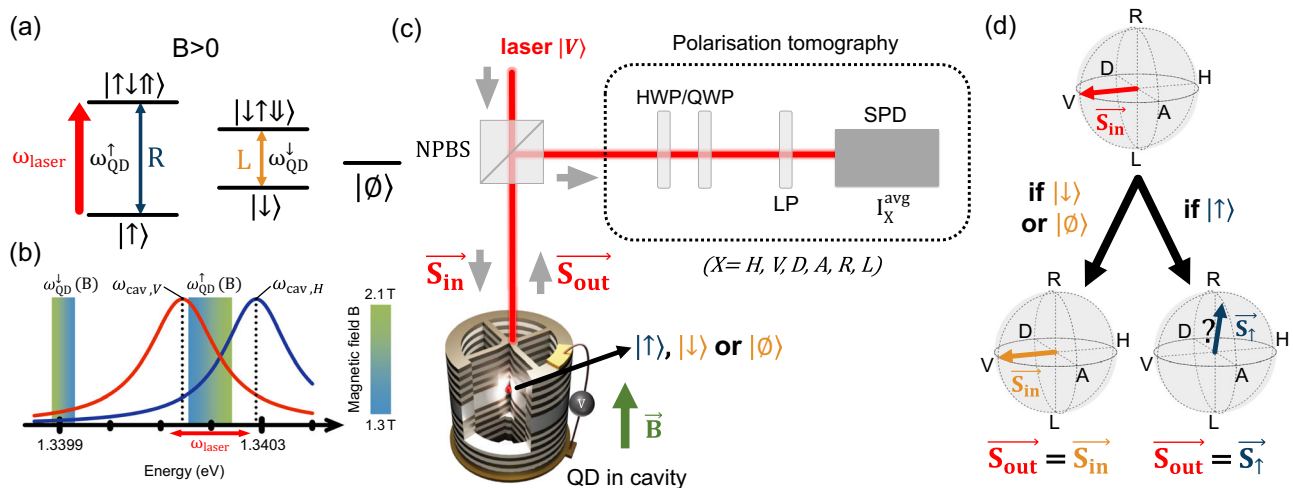 (a)
B>0
|↑↓⇑⟩
|↓↑⇓⟩
ω_laser
ω_QD^↑
R
L
ω_QD^↓
|↑⟩
|↓⟩
|∅⟩
(b)
ω_QD^↓(B)
ω_cav,V
ω_QD^↑(B)
ω_cav,H
2.1 T
Magnetic field B
1.3 T
1.3399
ω_laser
1.3403
Energy (eV)
(c)
laser |V⟩
Polarisation tomography
HWP/QWP
SPD
NPBS
LP
I_X^avg
(X= H, V, D, A, R, L)
S_in
S_out
|↑⟩, |↓⟩ or |∅⟩
V
B
QD in cavity
(d)
R
D
H
V
A
S_in
L
if |↓⟩
or |∅⟩
if |↑⟩
R
D
H
V
A
S_in
L
R
D
?
S_↑
H
V
A
L
S_out = S_in
S_out = S_↑